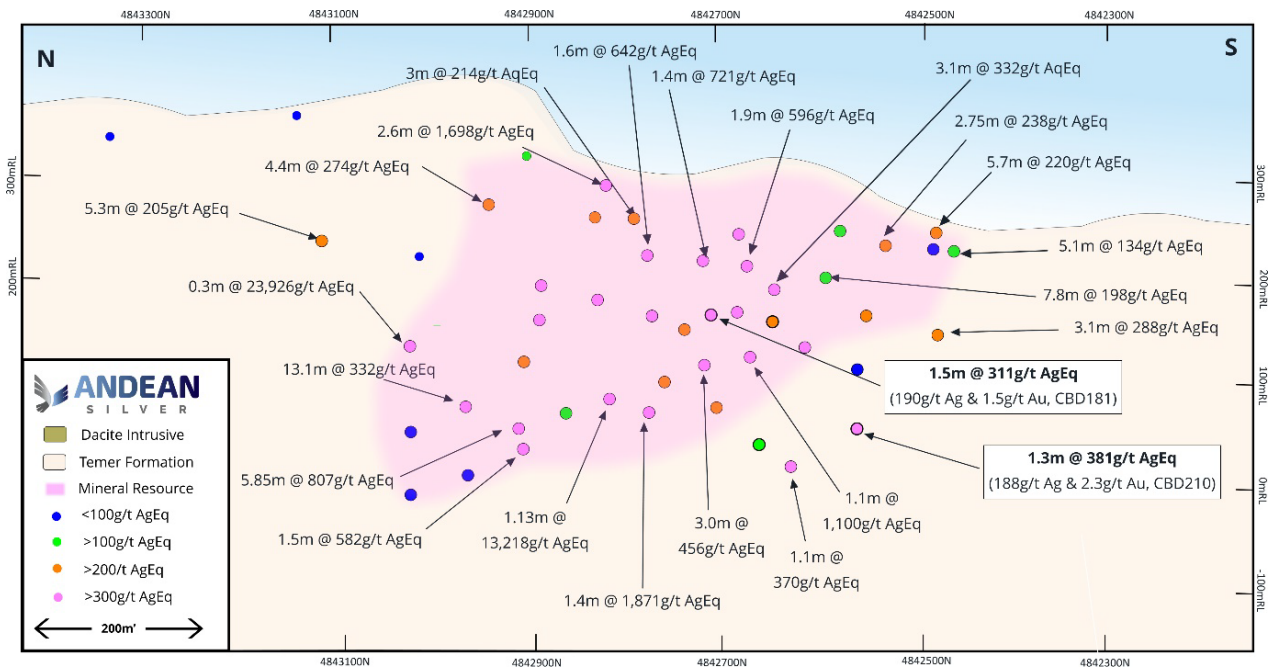 4843300N
4843100N
4842900N
4842700N
4842500N
4842300N
N
S
1.6m @ 642g/t AgEq
3m @ 214g/t AqEq
1.4m @ 721g/t AgEq
3.1m @ 332g/t AqEq
1.9m @ 596g/t AgEq
2.75m @ 238g/t AgEq
2.6m @ 1,698g/t AgEq
4.4m @ 274g/t AgEq
5.7m @ 220g/t AgEq
300mRL
300mRL
5.3m @ 205g/t AgEq
5.1m @ 134g/t AgEq
200mRL
200mRL
0.3m @ 23,926g/t AgEq
7.8m @ 198g/t AgEq
3.1m @ 288g/t AgEq
13.1m @ 332g/t AgEq
1.5m @ 311g/t AgEq
(190g/t Ag & 1.5g/t Au, CBD181)
100mRL
ANDEAN
SILVER
Dacite Intrusive
Temer Formation
Mineral Resource
<100g/t AgEq
>100g/t AgEq
>200/t AgEq
>300g/t AgEq
200m'
1.3m @ 381g/t AgEq
(188g/t Ag & 2.3g/t Au, CBD210)
5.85m @ 807g/t AgEq
0mRL
1.5m @ 582g/t AgEq
1.13m @
13,218g/t AgEq
3.0m @
456g/t AgEq
1.1m @
1,100g/t AgEq
1.1m @
370g/t AgEq
1.4m @ 1,871g/t AgEq
-100mRL
4843100N
4842900N
4842700N
4842500N
4842300N